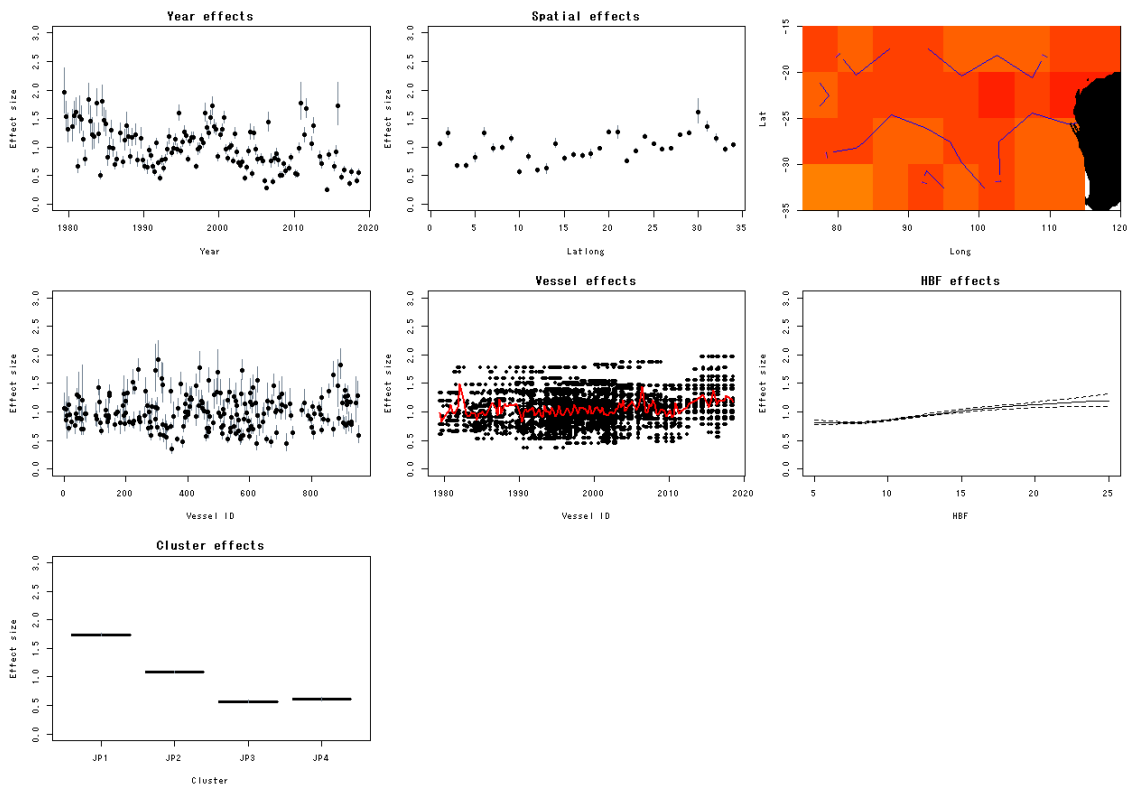 Year effects
Effect size
0.0 0.5 1.0 1.5 2.0 2.5 3.0
1980 1990 2000 2010 2020
Year
Spatial effects
Effect size
0.0 0.5 1.0 1.5 2.0 2.5 3.0
0 5 10 15 20 25 30 35
Latlong
Lat
-35 -30 -25 -20 -15
80 90 100 110 120
Long
Effect size
0.0 0.5 1.0 1.5 2.0 2.5 3.0
0 200 400 600 800
Vessel ID
Vessel effects
Effect size
0.0 0.5 1.0 1.5 2.0 2.5 3.0
1980 1990 2000 2010 2020
Vessel ID
HBF effects
Effect size
0.0 0.5 1.0 1.5 2.0 2.5 3.0
5 10 15 20 25
HBF
Cluster effects
Effect size
0.0 0.5 1.0 1.5 2.0 2.5 3.0
JP1 JP2 JP3 JP4
Cluster